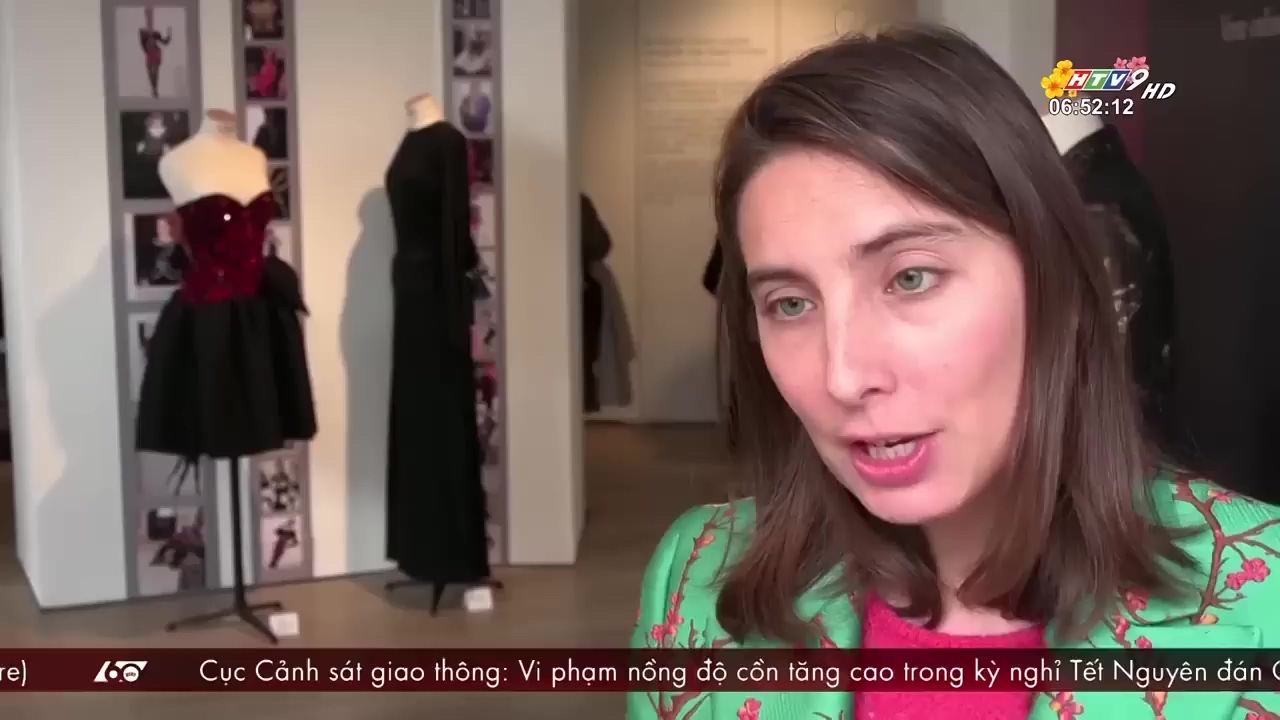 HTV9 HD
06:52:12
re)
60
Cục Cảnh sát giao thông: Vi phạm nồng độ cồn tăng cao trong kỳ nghỉ Tết Nguyên đán